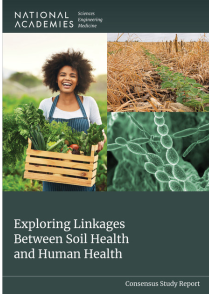 NATIONAL
ACADEMIES
Sciences
Engineering
Medicine
Exploring Linkages
Between Soil Health
and Human Health
Consensus Study Report